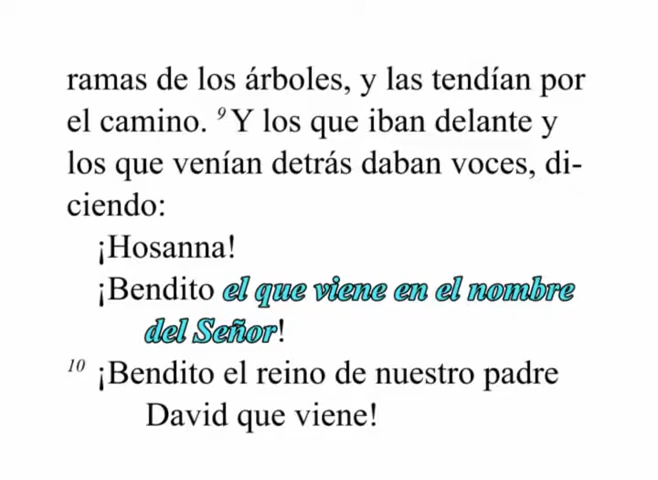 ramas de los árboles, y las tendían por
el camino. ⁹ Y los que iban delante y
los que venían detrás daban voces, di-
ciendo:
¡Hosanna!
¡Bendito el que viene en el nombre
del Señor!
¹⁰ ¡Bendito el reino de nuestro padre
David que viene!